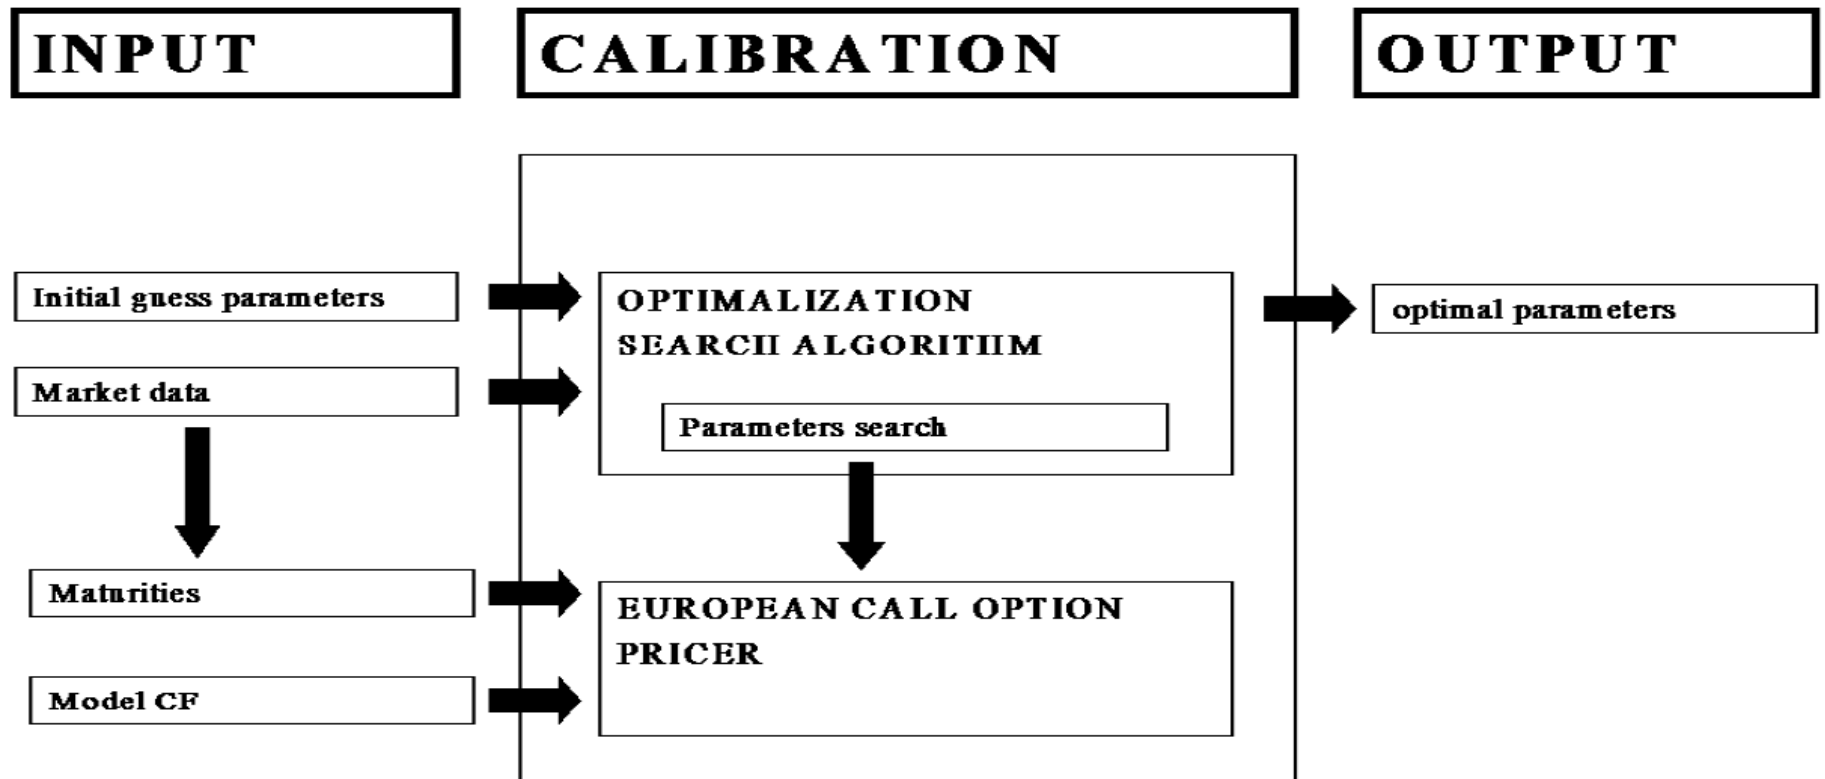 INPUT
CALIBRATION
OUTPUT
Initial guess parameters
Market data
Maturities
Model CF
OPTIMALIZATION
SEARCH ALGORITHM
Parameters search
EUROPEAN CALL OPTION
PRICER
optimal parameters